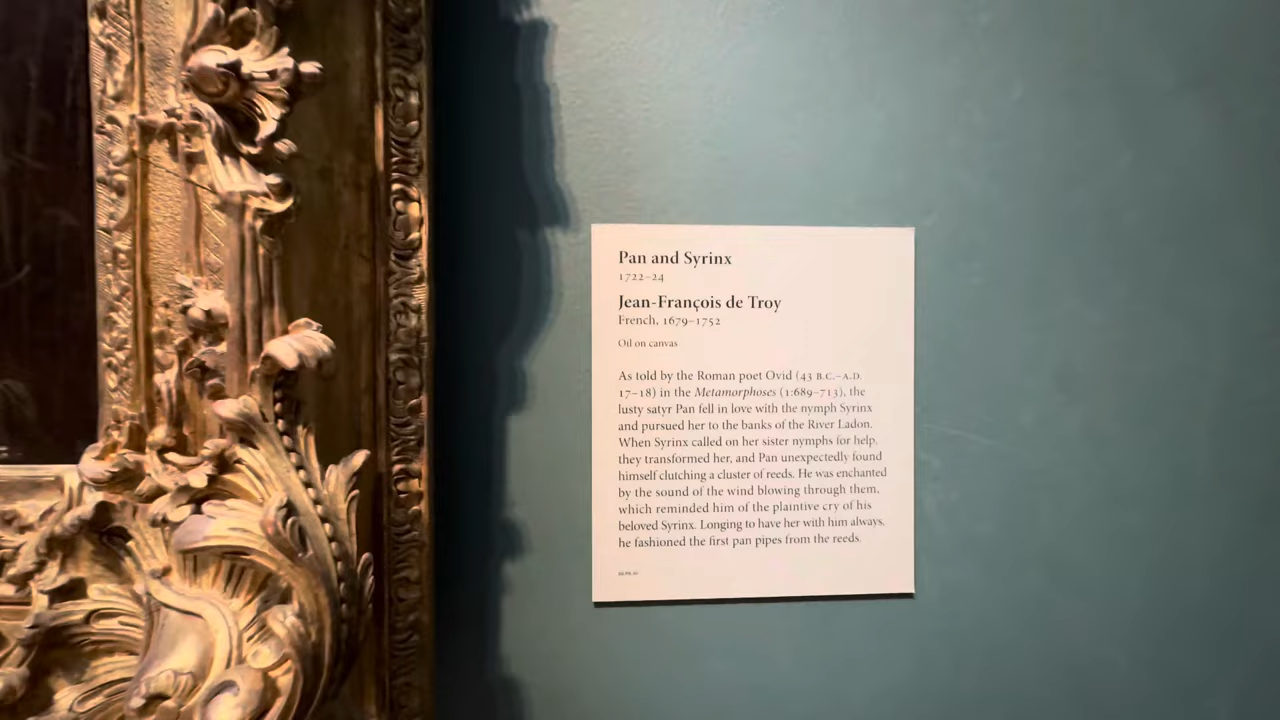 Pan and Syrinx
1722–24
Jean-François de Troy
French, 1679–1752
Oil on canvas
As told by the Roman poet Ovid (43 B.C.–A.D.
17–18) in the Metamorphoses (1:689–713), the
lusty satyr Pan fell in love with the nymph Syrinx
and pursued her to the banks of the River Ladon.
When Syrinx called on her sister nymphs for help,
they transformed her, and Pan unexpectedly found
himself clutching a cluster of reeds. He was enchanted
by the sound of the wind blowing through them,
which reminded him of the plaintive cry of his
beloved Syrinx. Longing to have her with him always,
he fashioned the first pan pipes from the reeds.